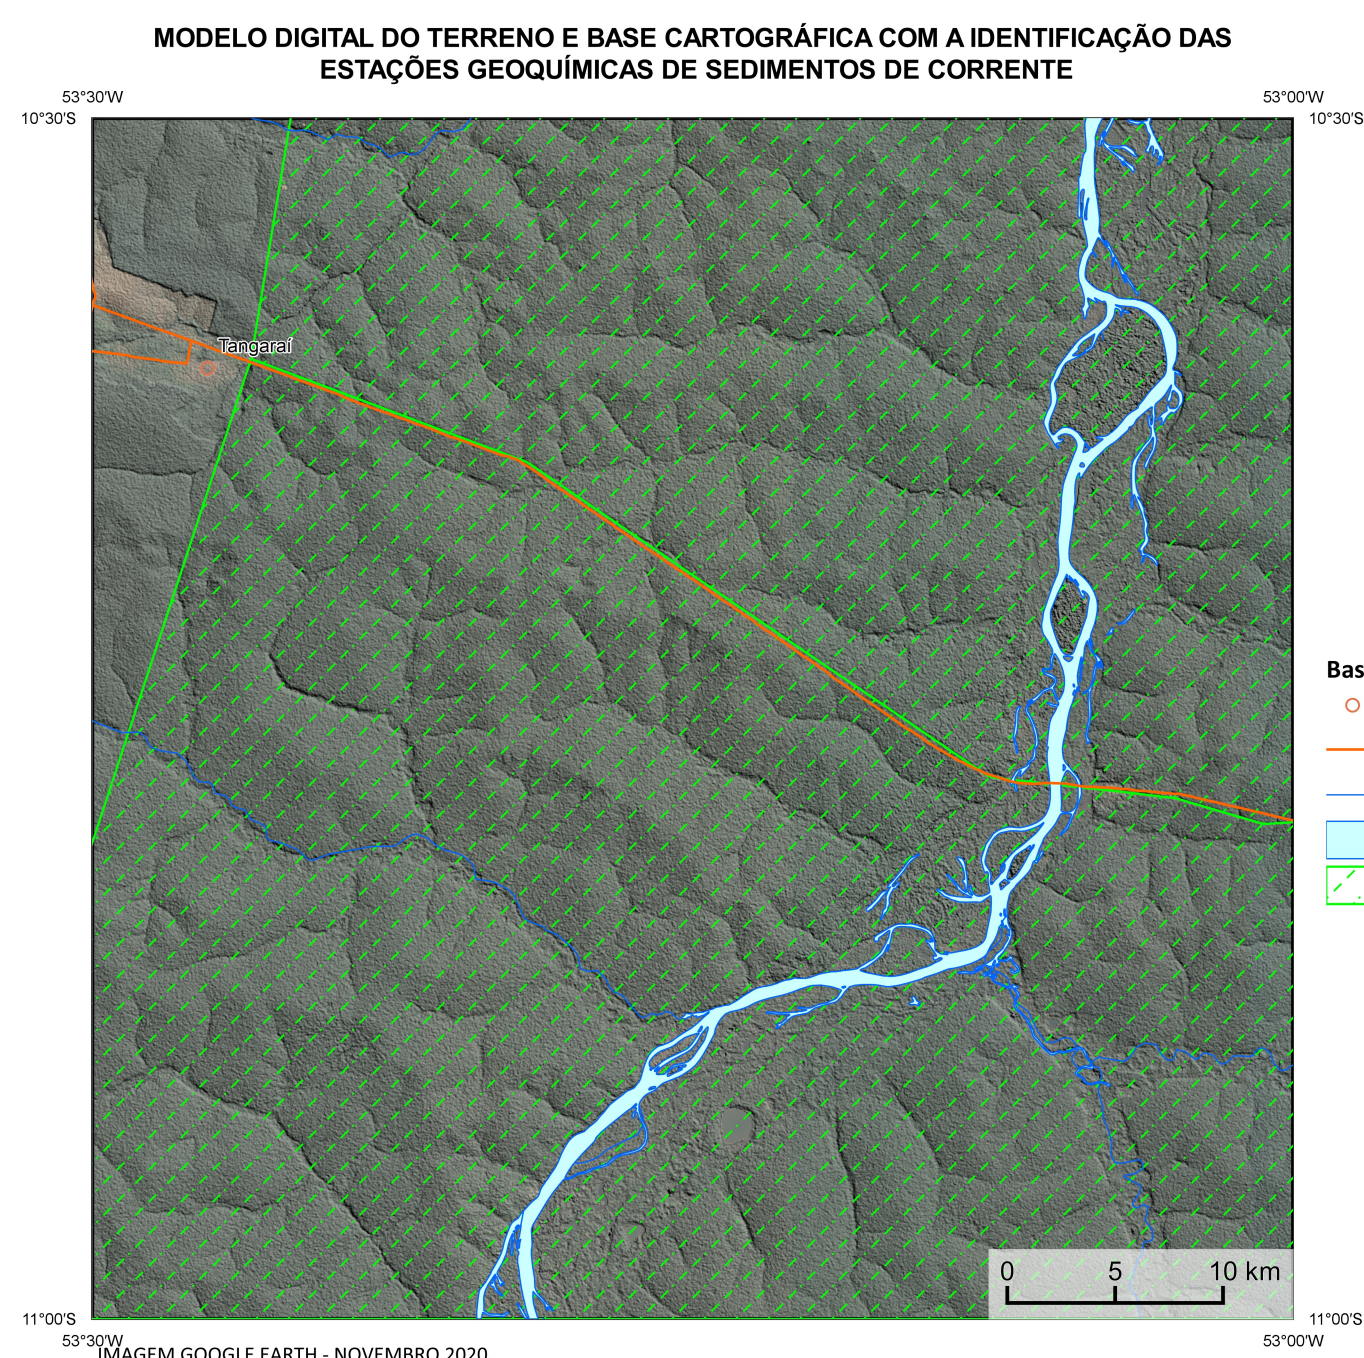 MODELO DIGITAL DO TERRENO E BASE CARTOGRÁFICA COM A IDENTIFICAÇÃO DAS
ESTAÇÕES GEOQUÍMICAS DE SEDIMENTOS DE CORRENTE
53°30'W 53°00'W
10°30'S 10°30'S
Tangaraí
Bas
0 5 10 km
11°00'S 11°00'S
53°30'W 53°00'W
IMAGEM GOOGLE EARTH - NOVEMBRO 2020